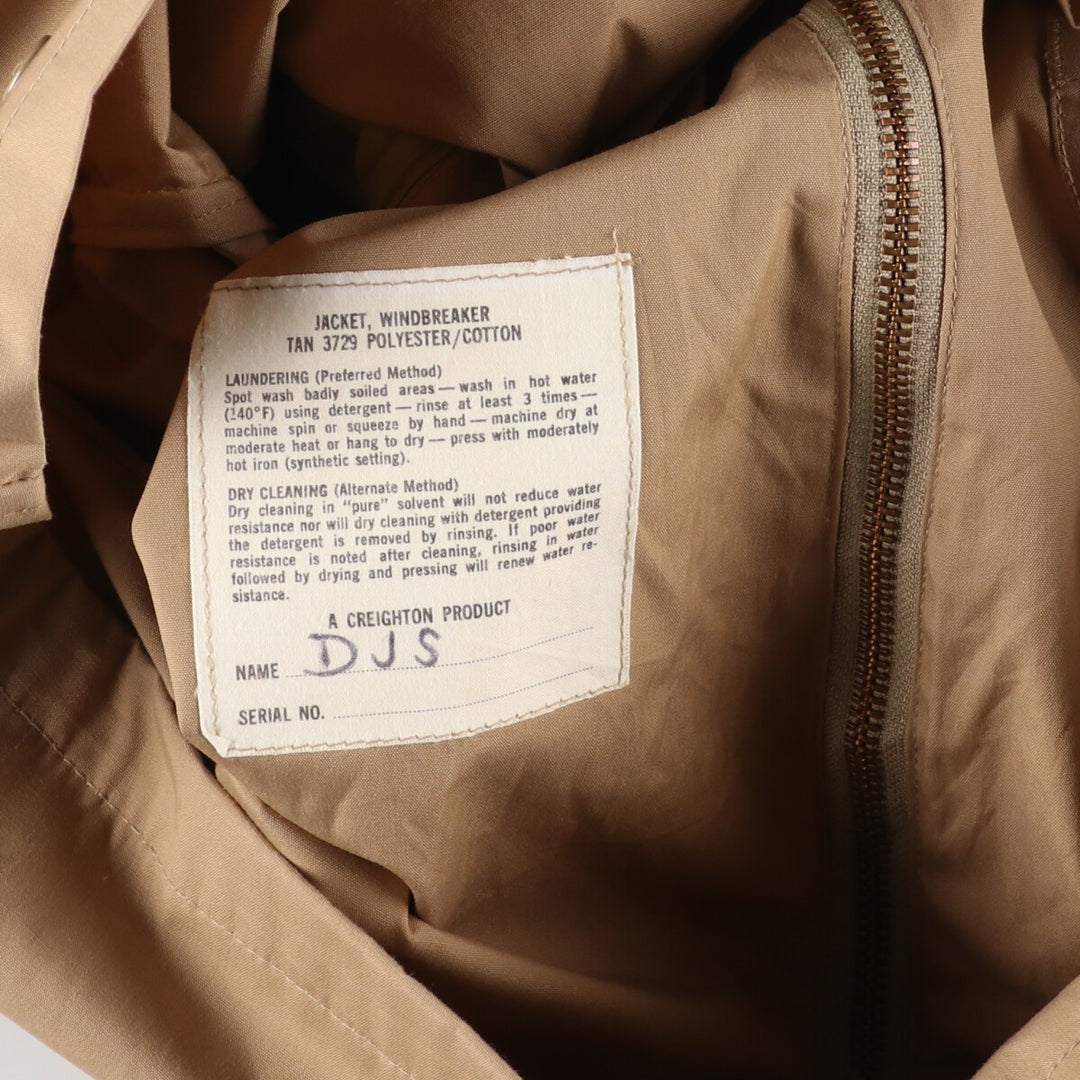 JACKET, WINDBREAKER
TAN 3729 POLYESTER/COTTON
LAUNDERING (Preferred Method)
Spot wash badly soiled areas — wash in hot water
(140°F) using detergent — rinse at least 3 times —
machine spin or squeeze by hand — machine dry at
moderate heat or hang to dry — press with moderately
hot iron (synthetic setting).
DRY CLEANING (Alternate Method)
Dry cleaning in "pure" solvent will not reduce water
resistance nor will dry cleaning with detergent providing
the detergent is removed by rinsing. If poor water
resistance is noted after cleaning, rinsing in water
followed by drying and pressing will renew water re-
sistance.
A CREIGHTON PRODUCT
NAME DJS
SERIAL NO.